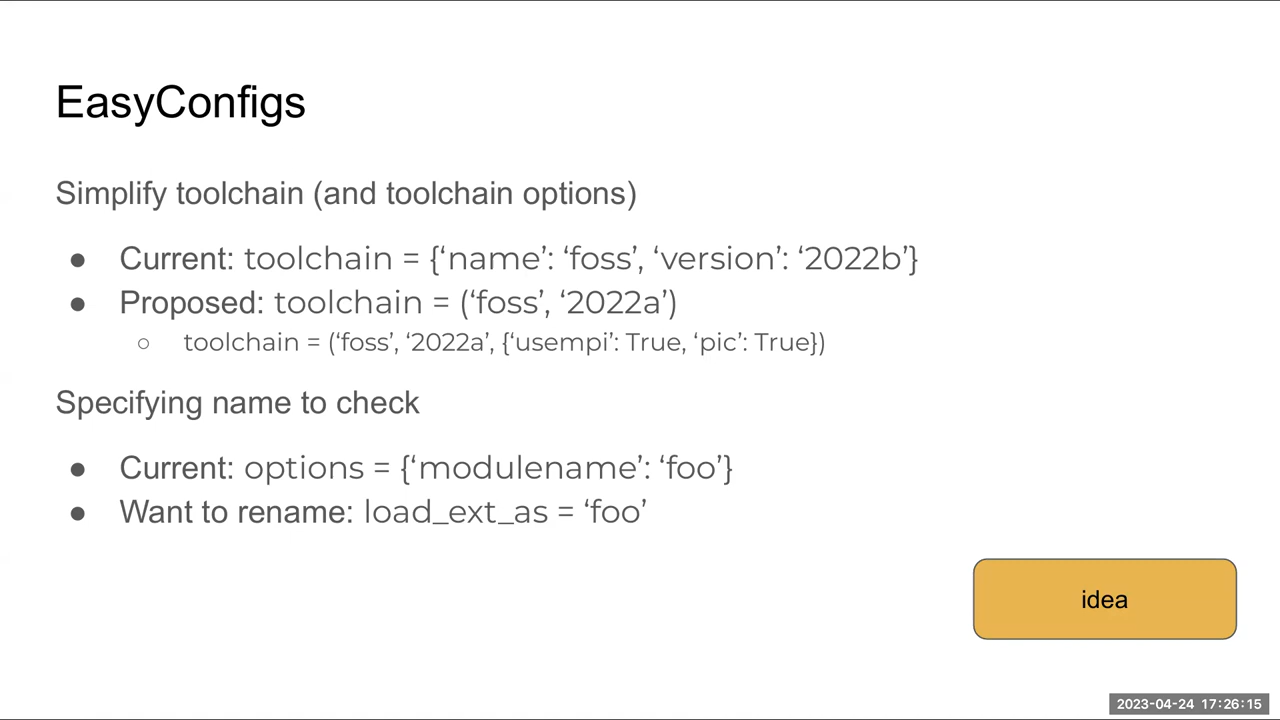 EasyConfigs
Simplify toolchain (and toolchain options)
● Current: toolchain = {‘name’: ‘foss’, ‘version’: ‘2022b’}
● Proposed: toolchain = (‘foss’, ‘2022a’)
○ toolchain = (‘foss’, ‘2022a’, {‘usempi’: True, ‘pic’: True})
Specifying name to check
● Current: options = {‘modulename’: ‘foo’}
● Want to rename: load_ext_as = ‘foo’
idea
2023-04-24 17:26:15